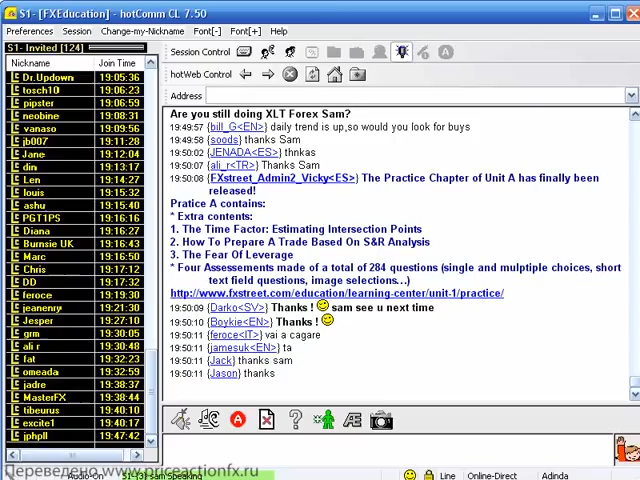 S1- [FXEducation] - hotComm CL 7.50
Preferences Session Change-my-Nickname Font[-] Font[+] Help
S1- Invited [124]
Nickname Join Time
Dr.Updown 19:05:36
tosch10 19:06:23
pipster 19:06:59
neobine 19:08:31
vanaso 19:09:56
jb007 19:11:28
Jane 19:12:04
din 19:13:17
Len 19:14:27
louis 19:15:32
ashu 19:15:40
PGT1PS 19:16:16
Diana 19:16:27
Burnsie UK 19:16:43
Marc 19:16:50
Chris 19:17:12
DD 19:17:32
feroce 19:19:30
jeanenry 19:21:30
Jesper 19:27:10
grm 19:30:05
ali r 19:31:48
fat 19:32:23
omeada 19:32:59
jadre 19:38:37
MasterFX 19:38:44
tibeurus 19:40:10
excite1 19:40:17
jphpll 19:47:42
Session Control
hotWeb Control
Address
Are you still doing XLT Forex Sam?
19:49:57 {bill_G<EN>} daily trend is up,so would you look for buys
19:49:58 {soods} thanks Sam
19:50:02 {JENADA<ES>} thnkas
19:50:07 {ali_r<TR>} Thanks Sam
19:50:08 {FXstreet_Admin2_Vicky<ES>} The Practice Chapter of Unit A has finally been
released!
Pratice A contains:
* Extra contents:
1. The Time Factor: Estimating Intersection Points
2. How To Prepare A Trade Based On S&R Analysis
3. The Fear Of Leverage
* Four Assessements made of a total of 284 questions (single and mulptiple choices, short
text field questions, image selections...)
http://www.fxstreet.com/education/learning-center/unit-1/practice/
19:50:09 {Darko<SV>} Thanks ! sam see u next time
19:50:10 {Boykie<EN>} Thanks !
19:50:11 {feroce<IT>} vai a cagare
19:50:11 {jamesuk<EN>} ta
19:50:11 {Jack} thanks sam
19:50:11 {Jason} thanks
Переведено www.priceactionfx.ru
Audio-On S1-[3] sam Speaking Line Online-Direct Adinda